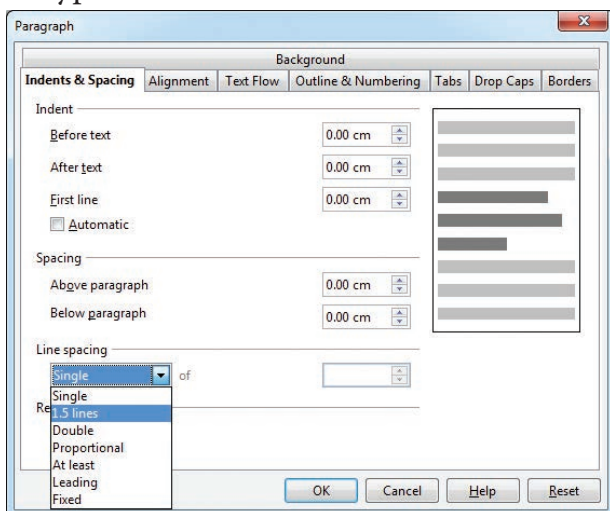 Paragraph
Background
Indents & Spacing Alignment Text Flow Outline & Numbering Tabs Drop Caps Borders
Indent
Before text 0.00 cm
After text 0.00 cm
First line 0.00 cm
Automatic
Spacing
Above paragraph 0.00 cm
Below paragraph 0.00 cm
Line spacing
Single of
Single
Re 1.5 lines
Double
Proportional
At least
Leading
Fixed
OK Cancel Help Reset